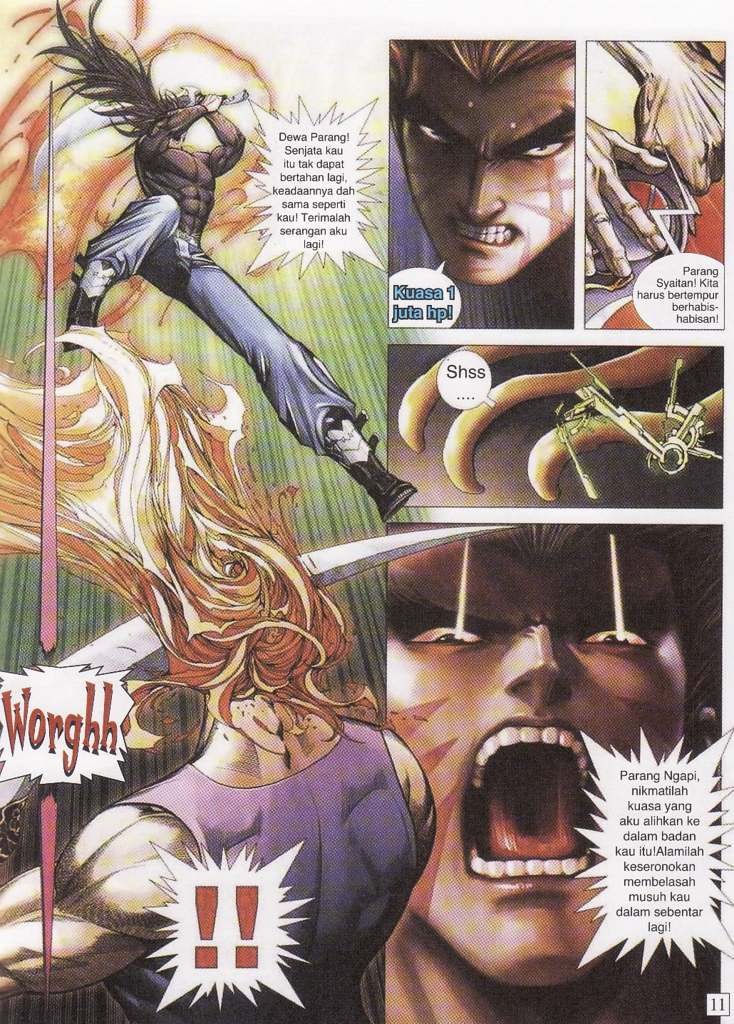 Dewa Parang!
Senjata kau
itu tak dapat
bertahan lagi,
keadaannya dah
sama seperti
kau! Terimalah
serangan aku
lagi!
Kuasa 1
juta hp!
Parang
Syaitan! Kita
harus bertempur
berhabis-
habisan!
Shss
....
Worghh
!!
Parang Ngapi,
nikmatilah
kuasa yang
aku alihkan ke
dalam badan
kau itu!Alamilah
keseronokan
membelasah
musuh kau
dalam sebentar
lagi!
11